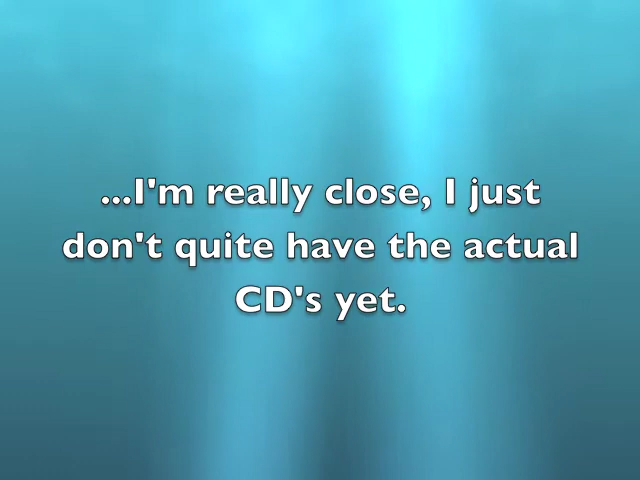 ...I'm really close, I just
don't quite have the actual
CD's yet.